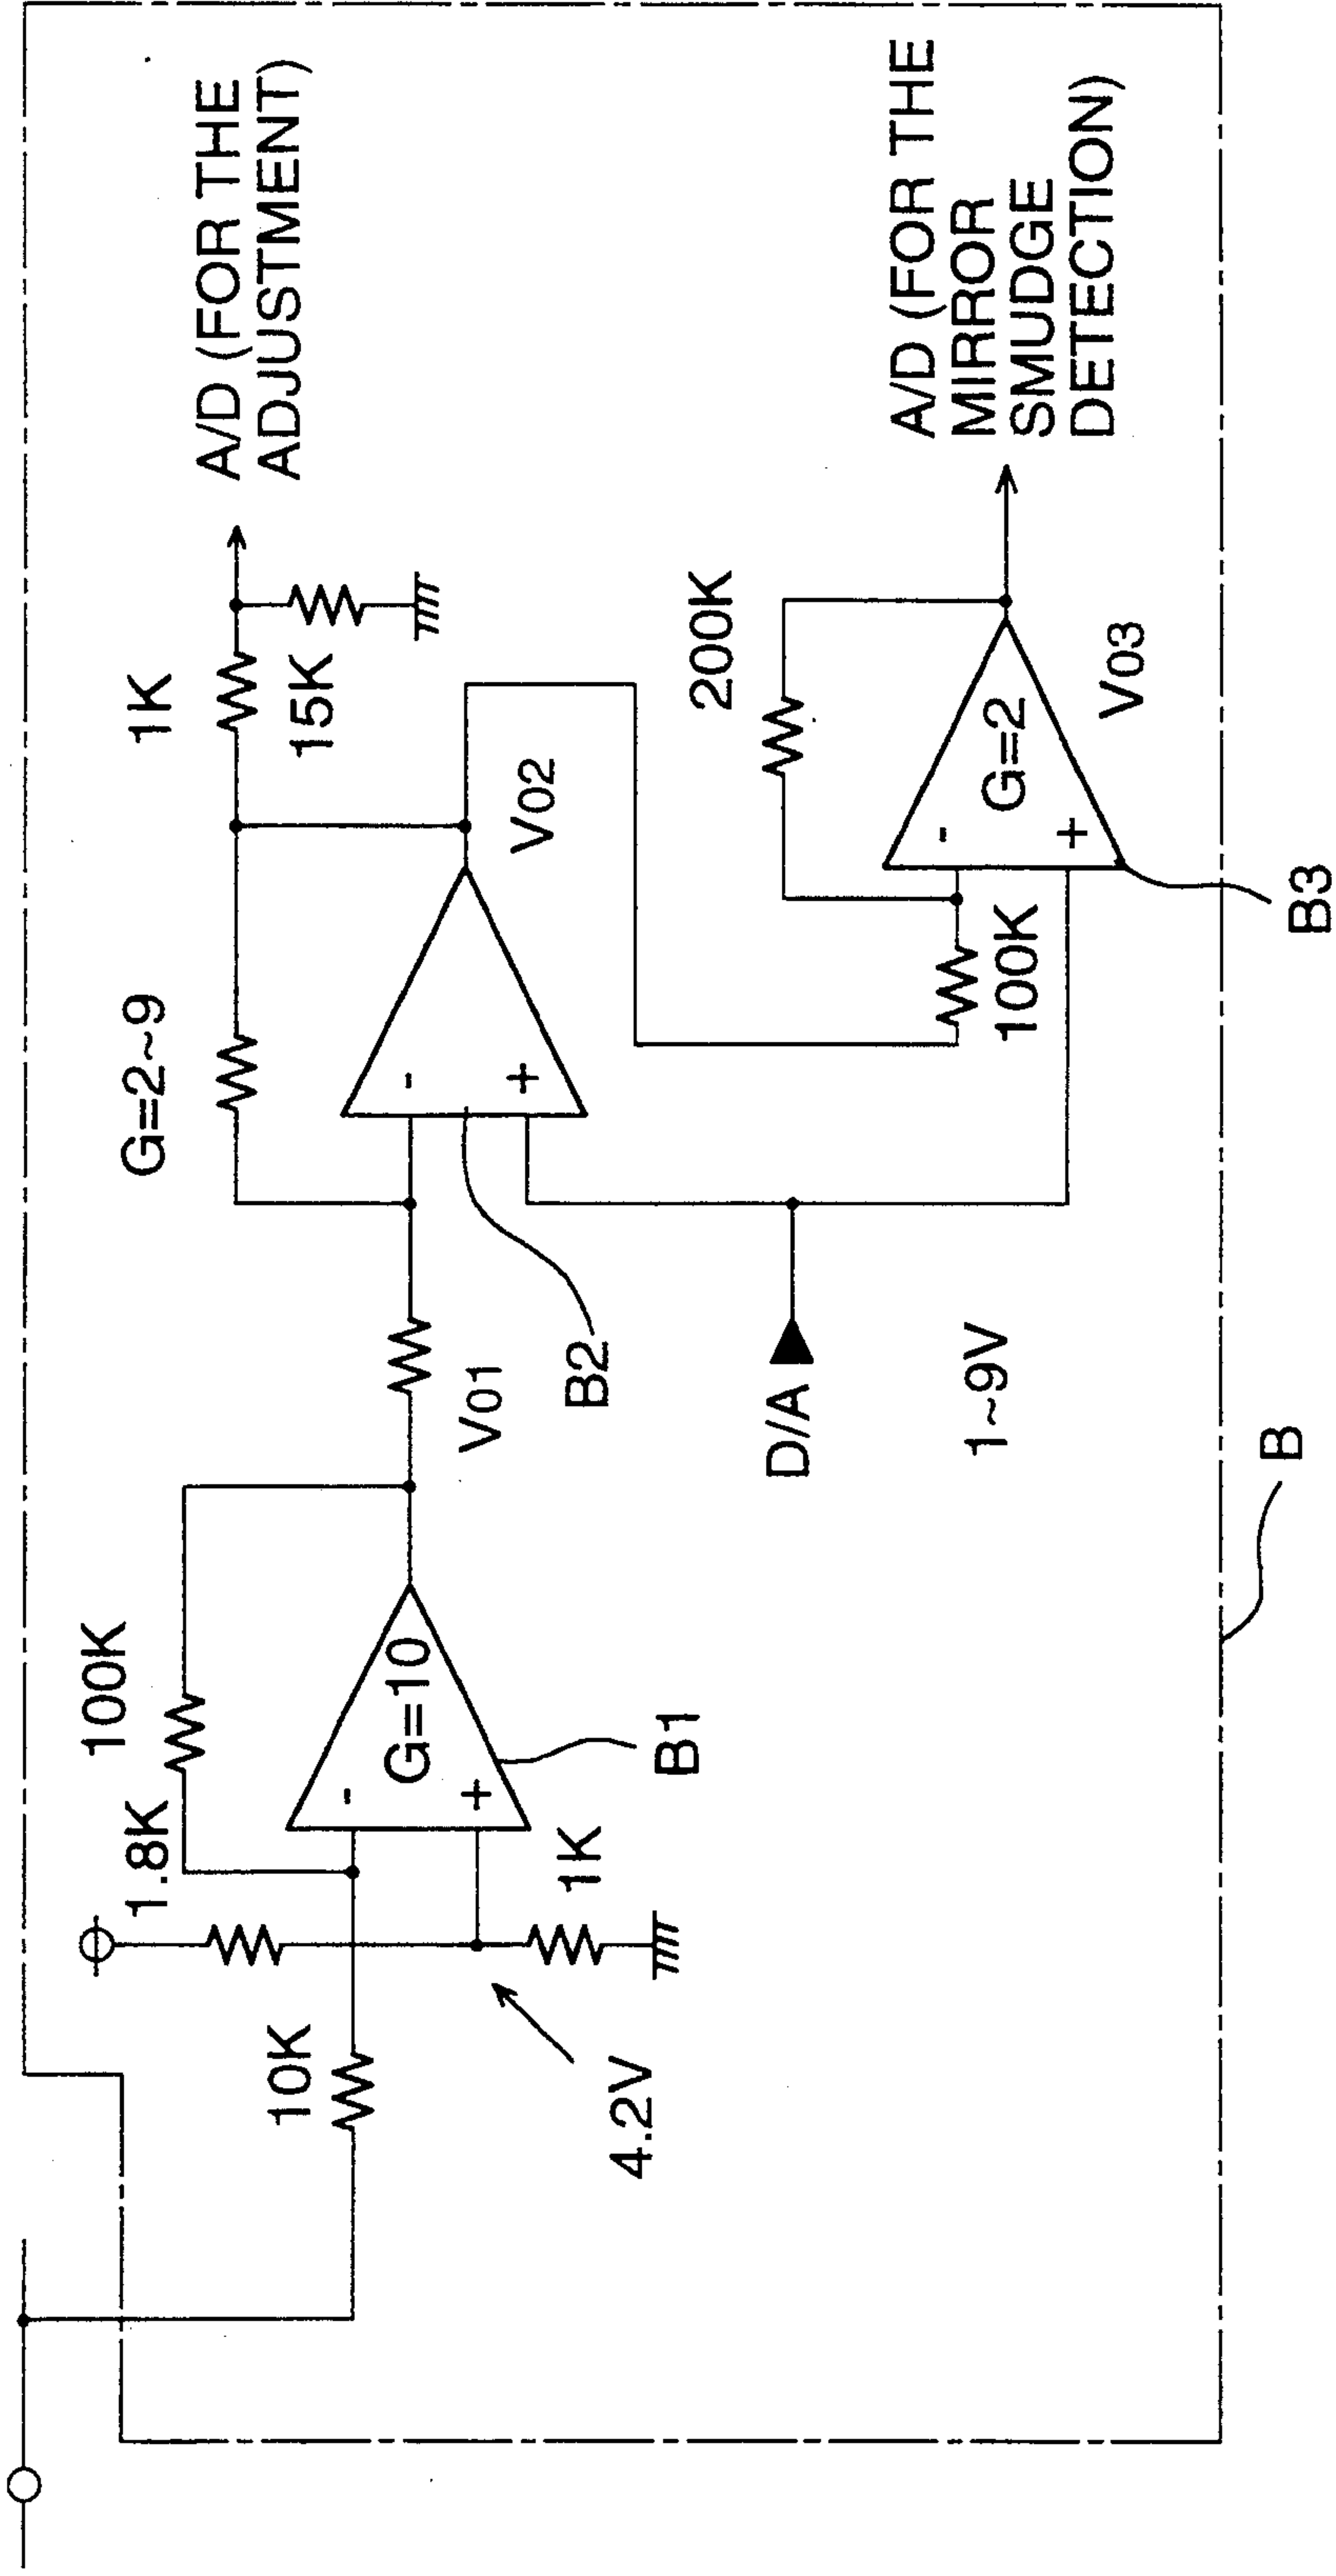 100K
1.8K
10K
G=10
-
+
1K
4.2V
B1
V01
G=2~9
-
+
B2
V02
1K
15K
A/D (FOR THE
ADJUSTMENT)
D/A
1~9V
200K
100K
G=2
-
+
V03
B3
A/D (FOR THE
MIRROR
SMUDGE
DETECTION)
B